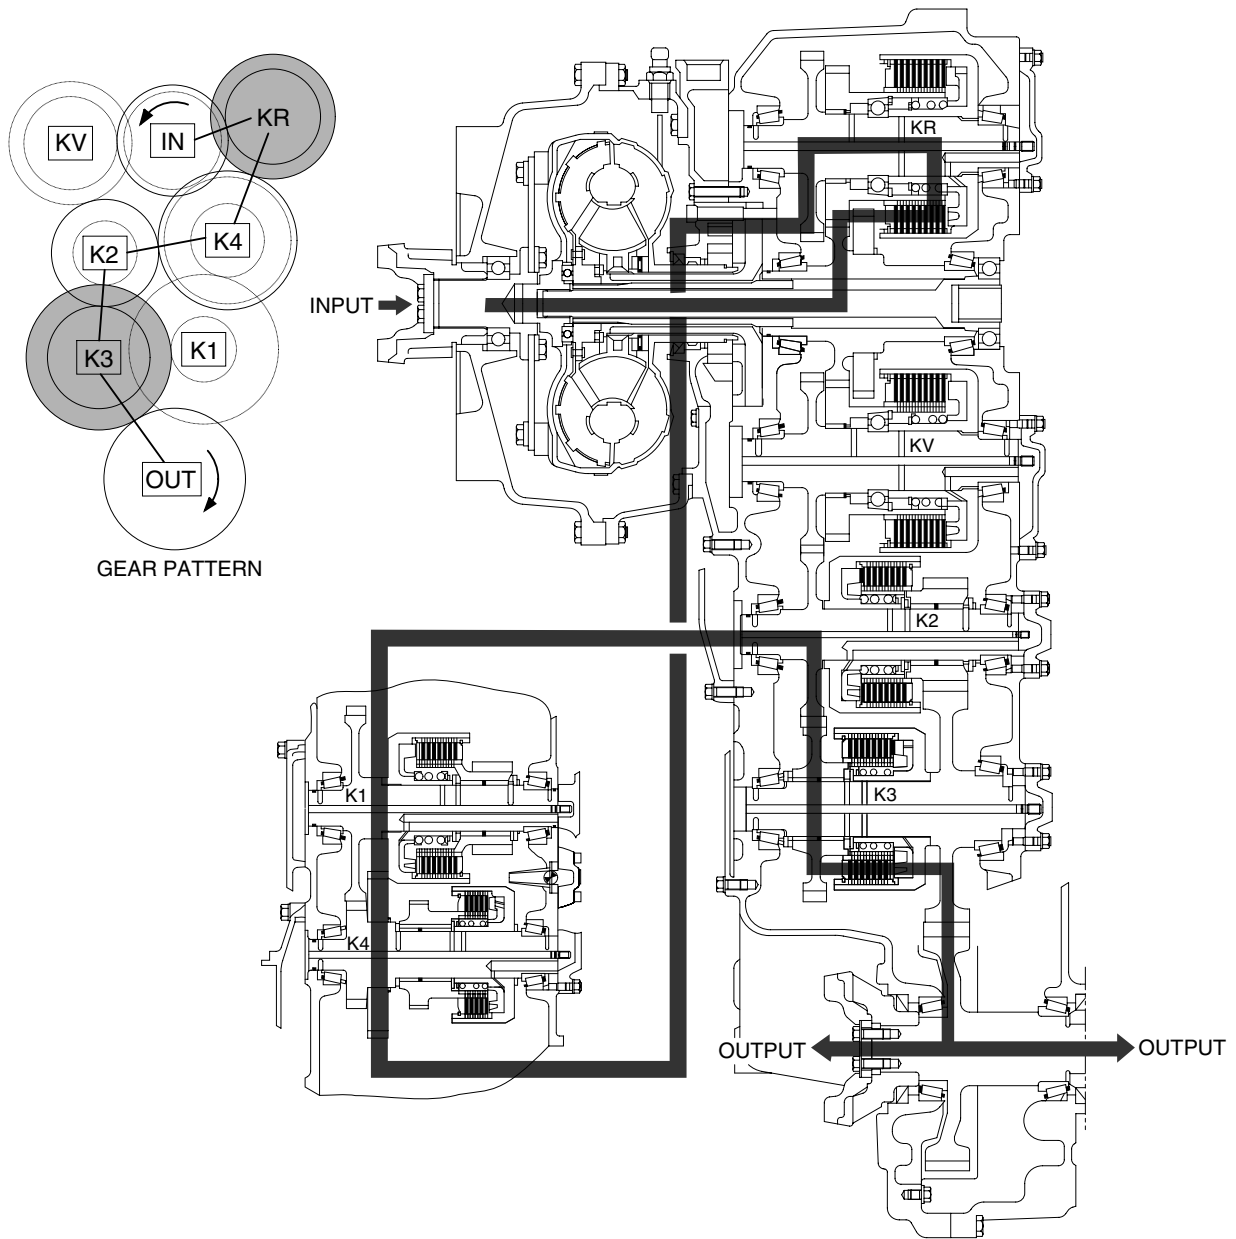 KV
IN
KR
K2
K4
K3
K1
OUT
GEAR PATTERN
INPUT
KR
KV
K2
K3
K1
K4
OUTPUT
OUTPUT